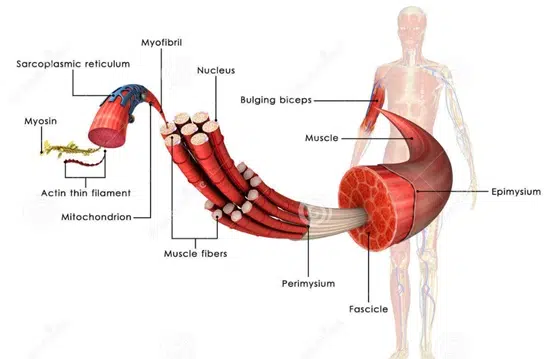 Myofibril
Sarcoplasmic reticulum
Nucleus
Bulging biceps
Myosin
Muscle
Actin thin filament
Epimysium
Mitochondrion
Muscle fibers
Perimysium
Fascicle